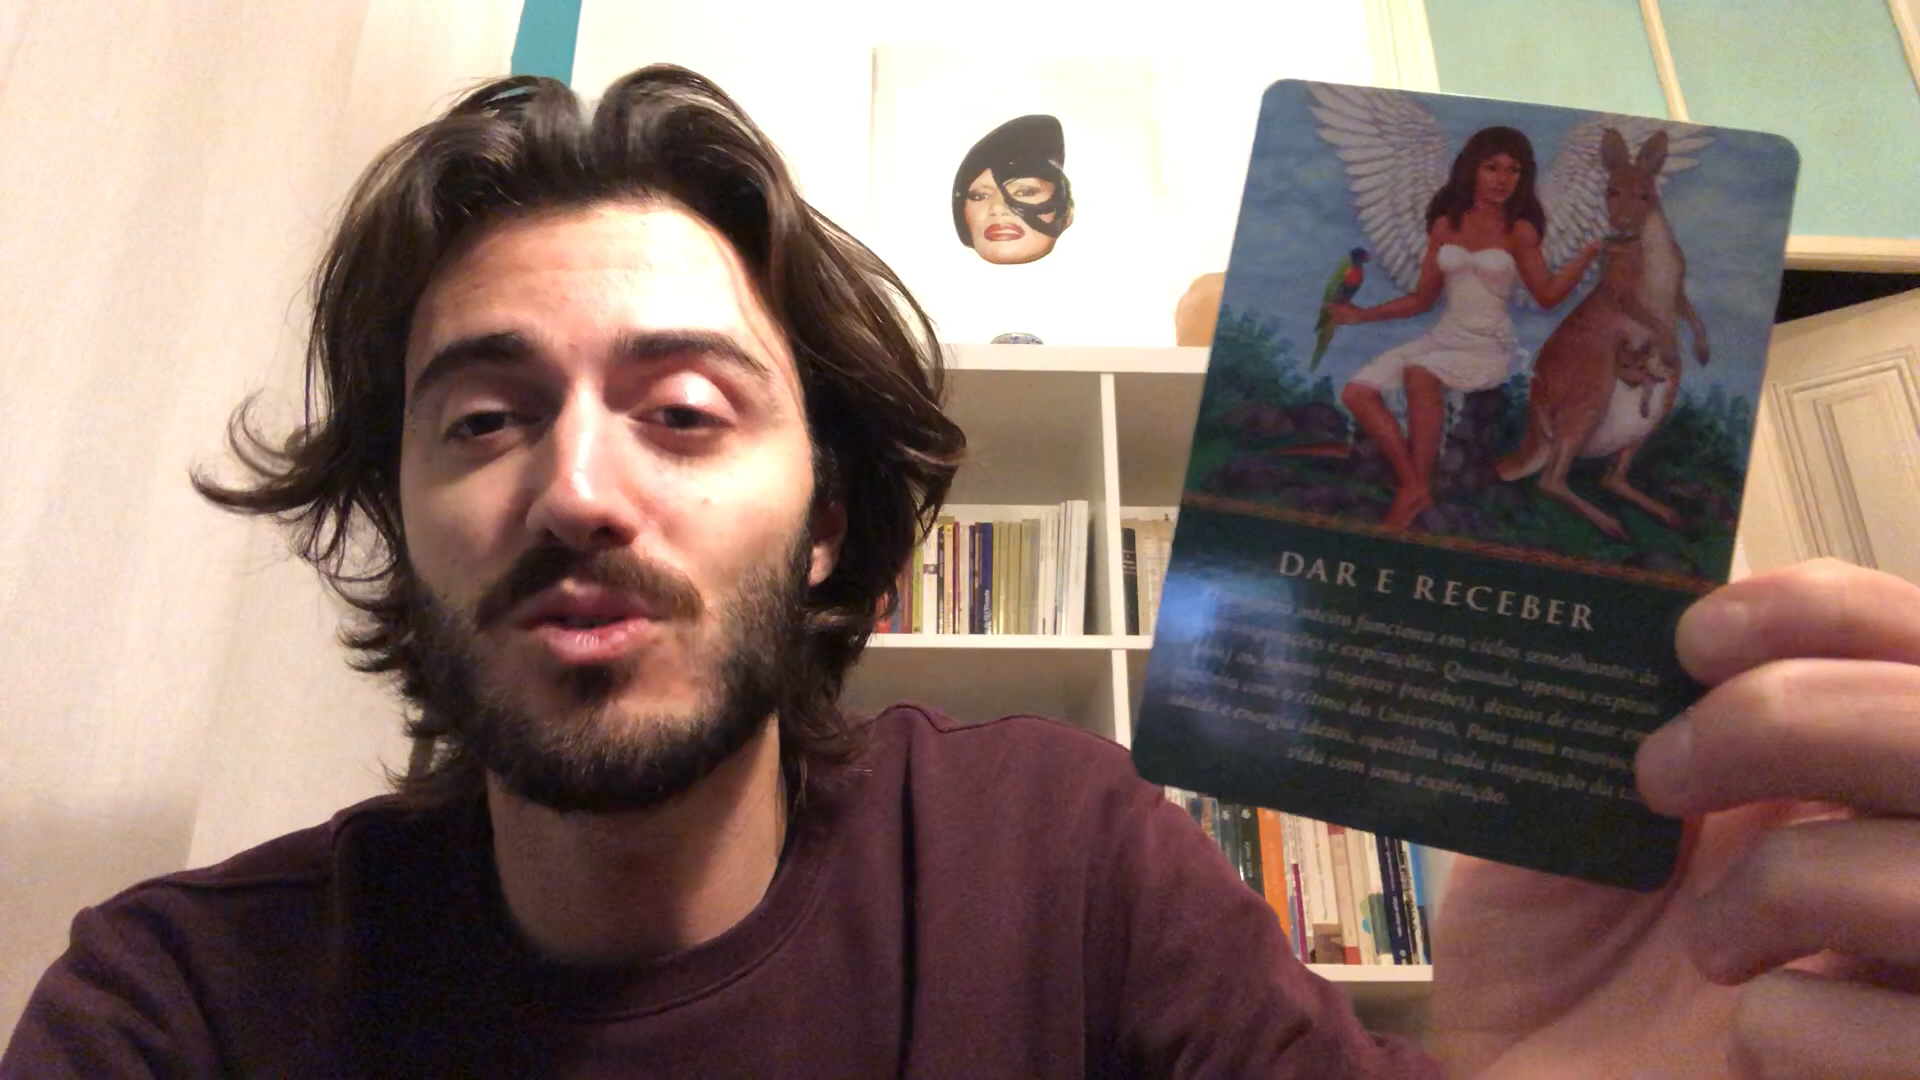 DAR E RECEBER
inteiro funciona em ciclos semelhantes às
e expirações. Quando apenas expiras
ou apenas inspiras (recebes), deixas de estar em
com o ritmo do Universo. Para uma
saúde e energia ideais, equilibra cada inspiração da
vida com uma expiração.